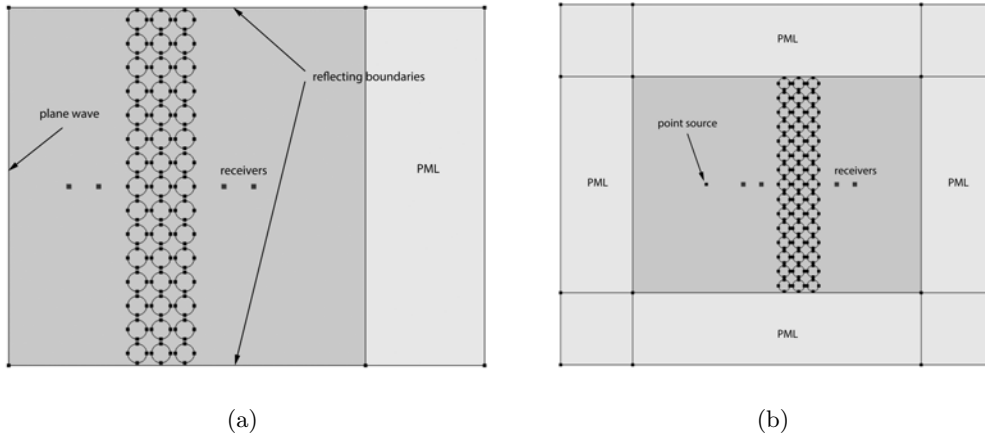 reflecting boundaries
plane wave
receivers
PML
(a)
PML
point source
receivers
PML
PML
PML
(b)